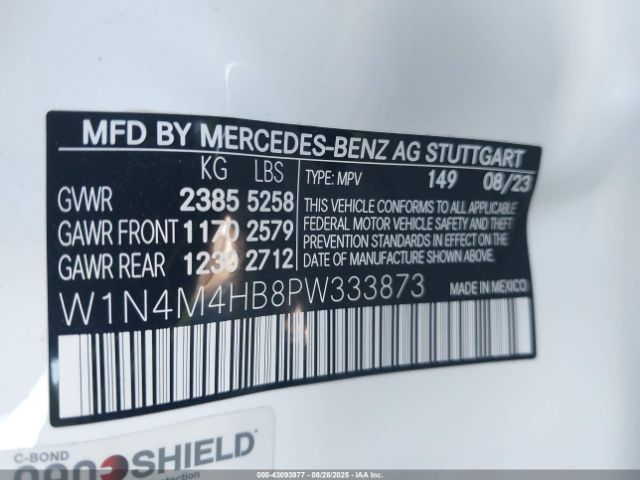 MFD BY MERCEDES-BENZ AG STUTTGART
KG LBS
GVWR 2385 5258
GAWR FRONT 1170 2579
GAWR REAR 1230 2712
TYPE: MPV 149 08/23
THIS VEHICLE CONFORMS TO ALL APPLICABLE
FEDERAL MOTOR VEHICLE SAFETY AND THEFT
PREVENTION STANDARDS IN EFFECT ON THE
DATE OF MANUFACTURE SHOWN ABOVE.
W1N4M4HB8PW333873 MADE IN MEXICO
C-BOND
SHIELD
000-43093977 | 08/28/2025 | IAAI.COM